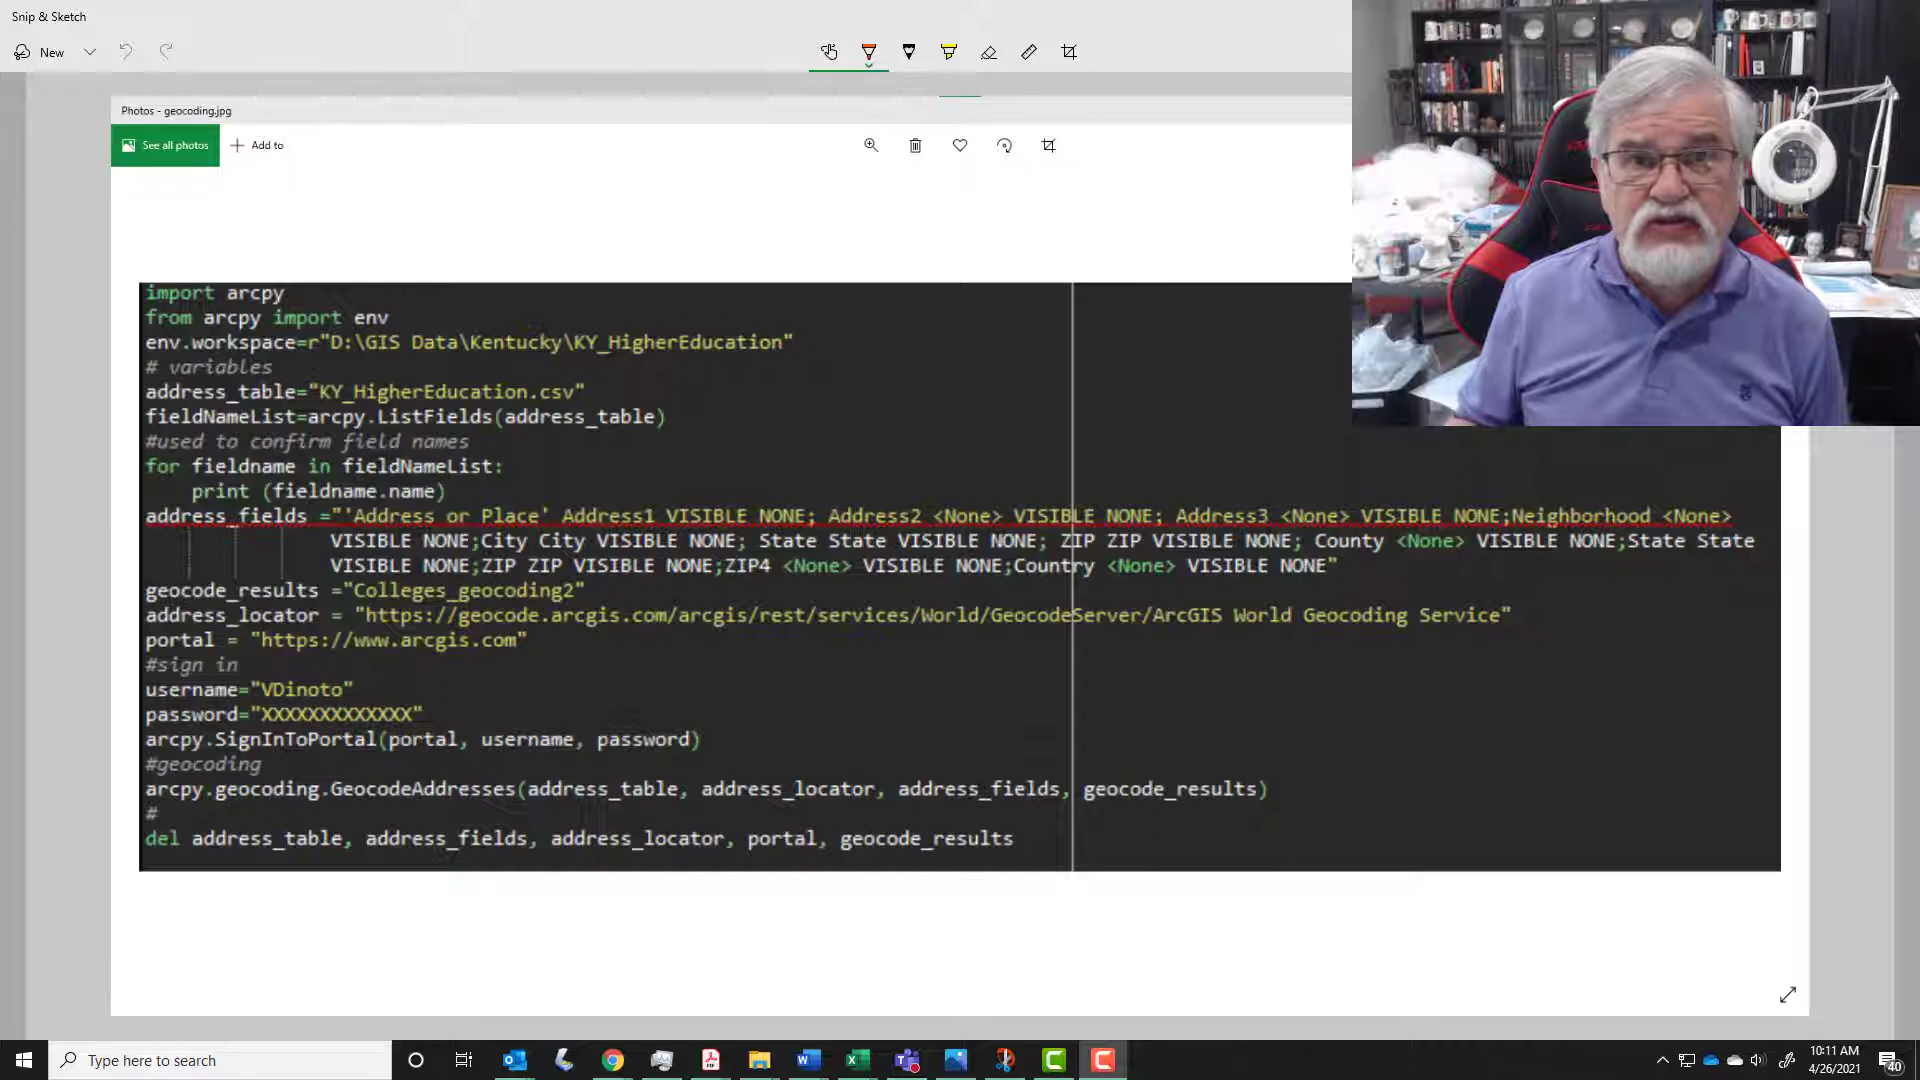 Snip & Sketch
New
Photos - geocoding.jpg
See all photos
Add to
import arcpy
from arcpy import env
env.workspace=r"D:\GIS Data\Kentucky\KY_HigherEducation"
# variables
address_table="KY_HigherEducation.csv"
fieldNameList=arcpy.ListFields(address_table)
#used to confirm field names
for fieldname in fieldNameList:
print (fieldname.name)
address_fields ="'Address or Place' Address1 VISIBLE NONE; Address2 <None> VISIBLE NONE; Address3 <None> VISIBLE NONE;Neighborhood <None>
VISIBLE NONE;City City VISIBLE NONE; State State VISIBLE NONE; ZIP ZIP VISIBLE NONE; County <None> VISIBLE NONE;State State
VISIBLE NONE;ZIP ZIP VISIBLE NONE;ZIP4 <None> VISIBLE NONE;Country <None> VISIBLE NONE"
geocode_results ="Colleges_geocoding2"
address_locator = "https://geocode.arcgis.com/arcgis/rest/services/World/GeocodeServer/ArcGIS World Geocoding Service"
portal = "https://www.arcgis.com"
#sign in
username="VDinoto"
password="XXXXXXXXXXXXX"
arcpy.SignInToPortal(portal, username, password)
#geocoding
arcpy.geocoding.GeocodeAddresses(address_table, address_locator, address_fields, geocode_results)
#
del address_table, address_fields, address_locator, portal, geocode_results
Type here to search
10:11 AM
4/26/2021
40